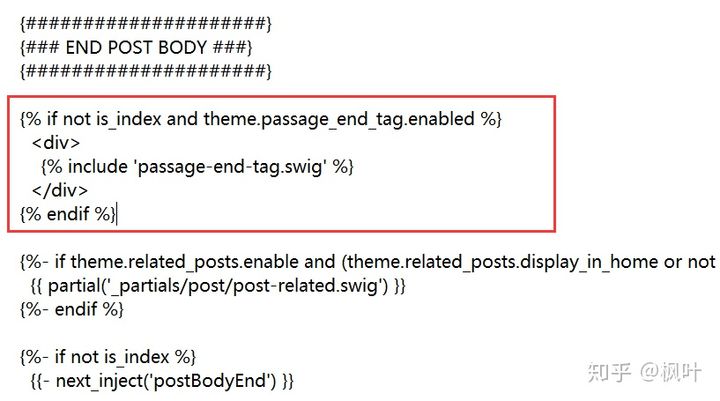 {#####################}
{### END POST BODY ###}
{#####################}
{% if not is_index and theme.passage_end_tag.enabled %}
<div>
{% include 'passage-end-tag.swig' %}
</div>
{% endif %}
{%- if theme.related_posts.enable and (theme.related_posts.display_in_home or not
{{ partial('_partials/post/post-related.swig') }}
{%- endif %}
{%- if not is_index %}
{{- next_inject('postBodyEnd') }}
知乎 @枫叶